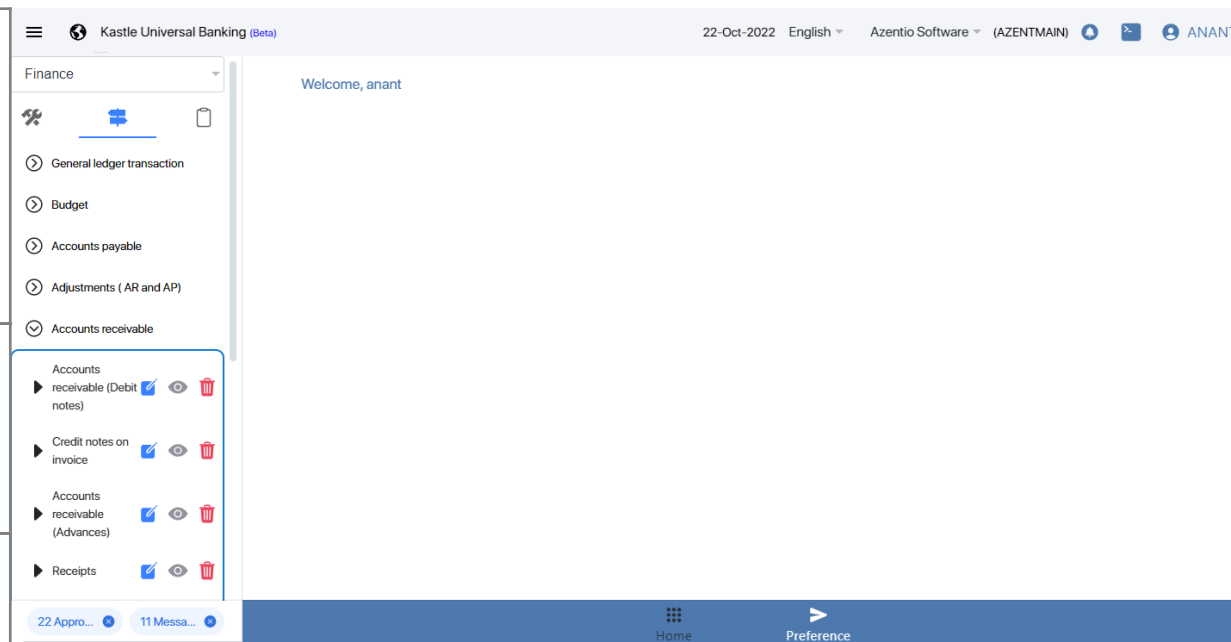 Kastle Universal Banking (Beta)
22-Oct-2022 English Azentio Software (AZENTMAIN) ANANT
Finance
Welcome, anant
General ledger transaction
Budget
Accounts payable
Adjustments ( AR and AP)
Accounts receivable
Accounts
receivable (Debit
notes)
Credit notes on
invoice
Accounts
receivable
(Advances)
Receipts
22 Appro... 11 Messa...
Home Preference